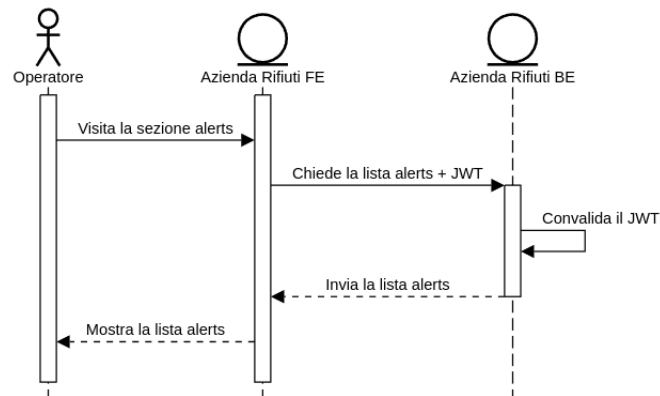 Operatore
Azienda Rifiuti FE
Azienda Rifiuti BE
Visita la sezione alerts
Chiede la lista alerts + JWT
Convalida il JWT
Invia la lista alerts
Mostra la lista alerts